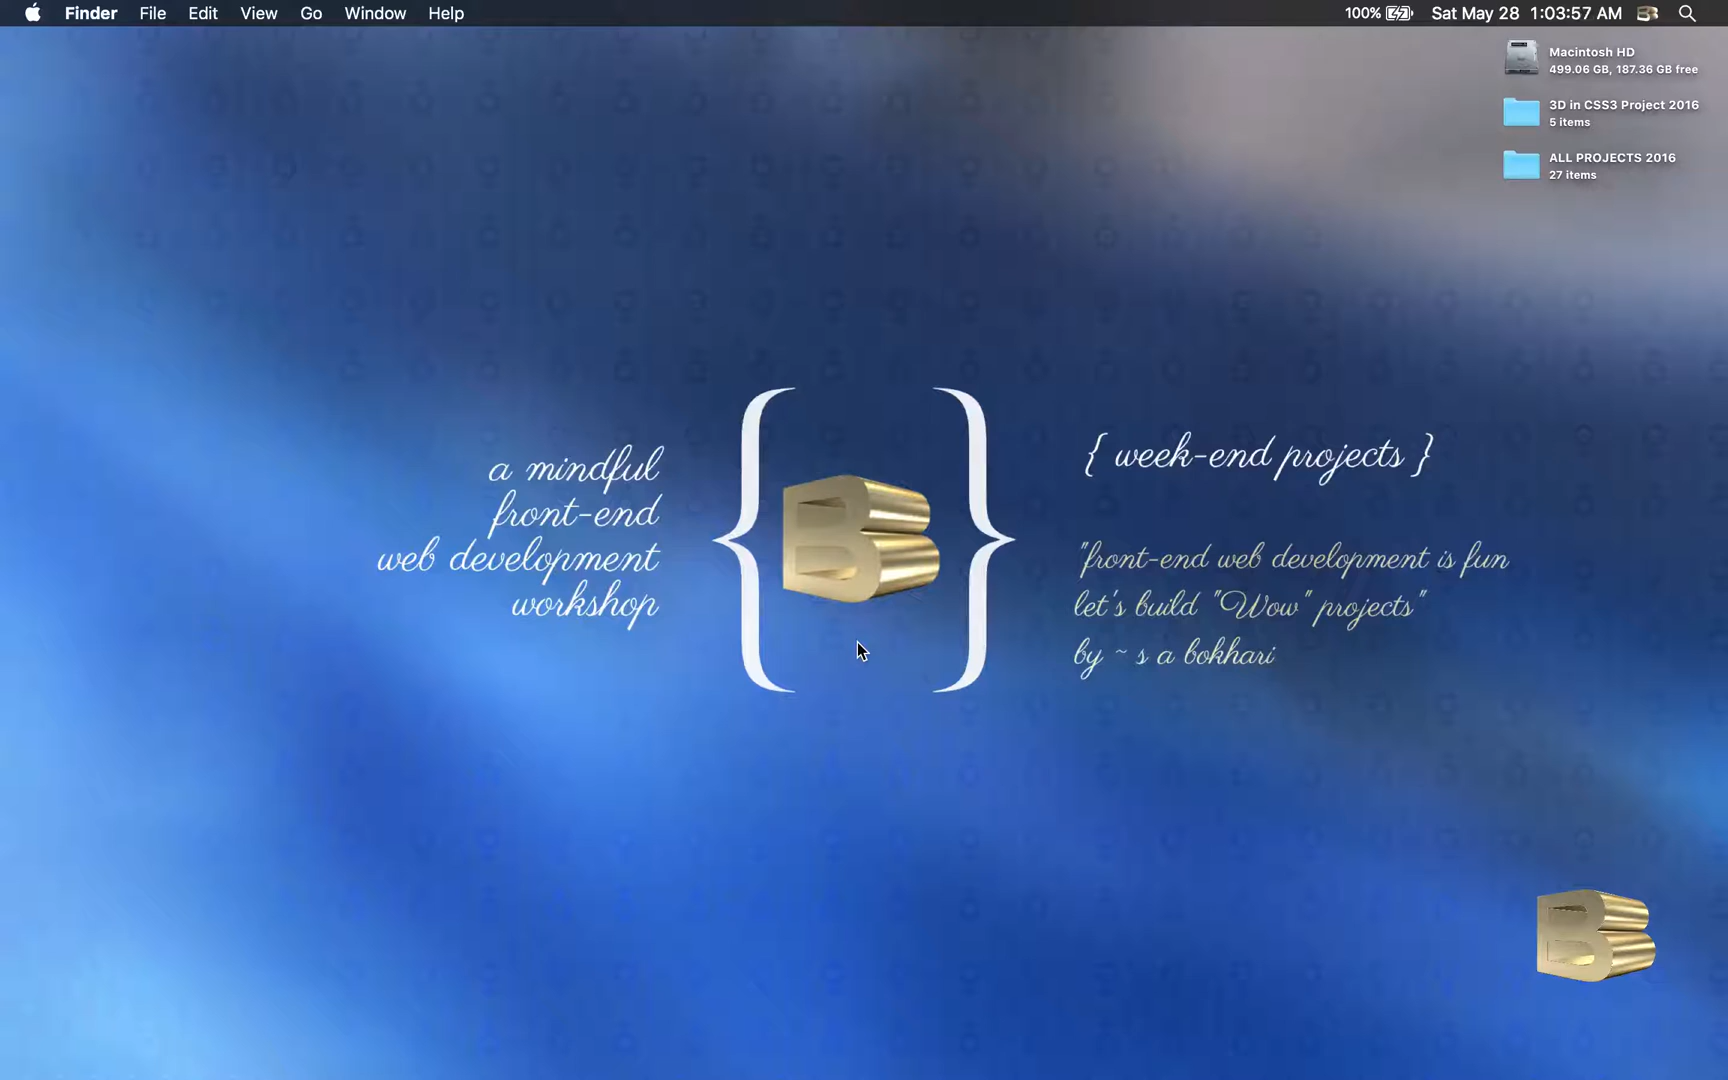 Finder File Edit View Go Window Help 100% Sat May 28 1:03:57 AM
Macintosh HD
499.06 GB, 187.36 GB free
3D in CSS3 Project 2016
5 items
ALL PROJECTS 2016
27 items
a mindful
front-end
web development
workshop
{ B }
{ week-end projects }
"front-end web development is fun
let's build "Wow" projects"
by ~ s a bokhari
B